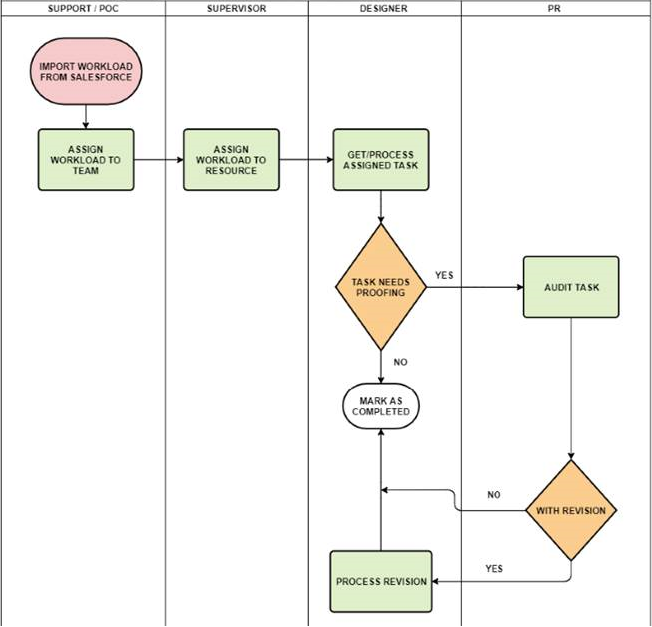 SUPPORT / POC
SUPERVISOR
DESIGNER
PR
IMPORT WORKLOAD
FROM SALESFORCE
ASSIGN
WORKLOAD TO
TEAM
ASSIGN
WORKLOAD TO
RESOURCE
GET/PROCESS
ASSIGNED TASK
TASK NEEDS
PROOFING
YES
AUDIT TASK
NO
MARK AS
COMPLETED
NO
WITH REVISION
YES
PROCESS REVISION